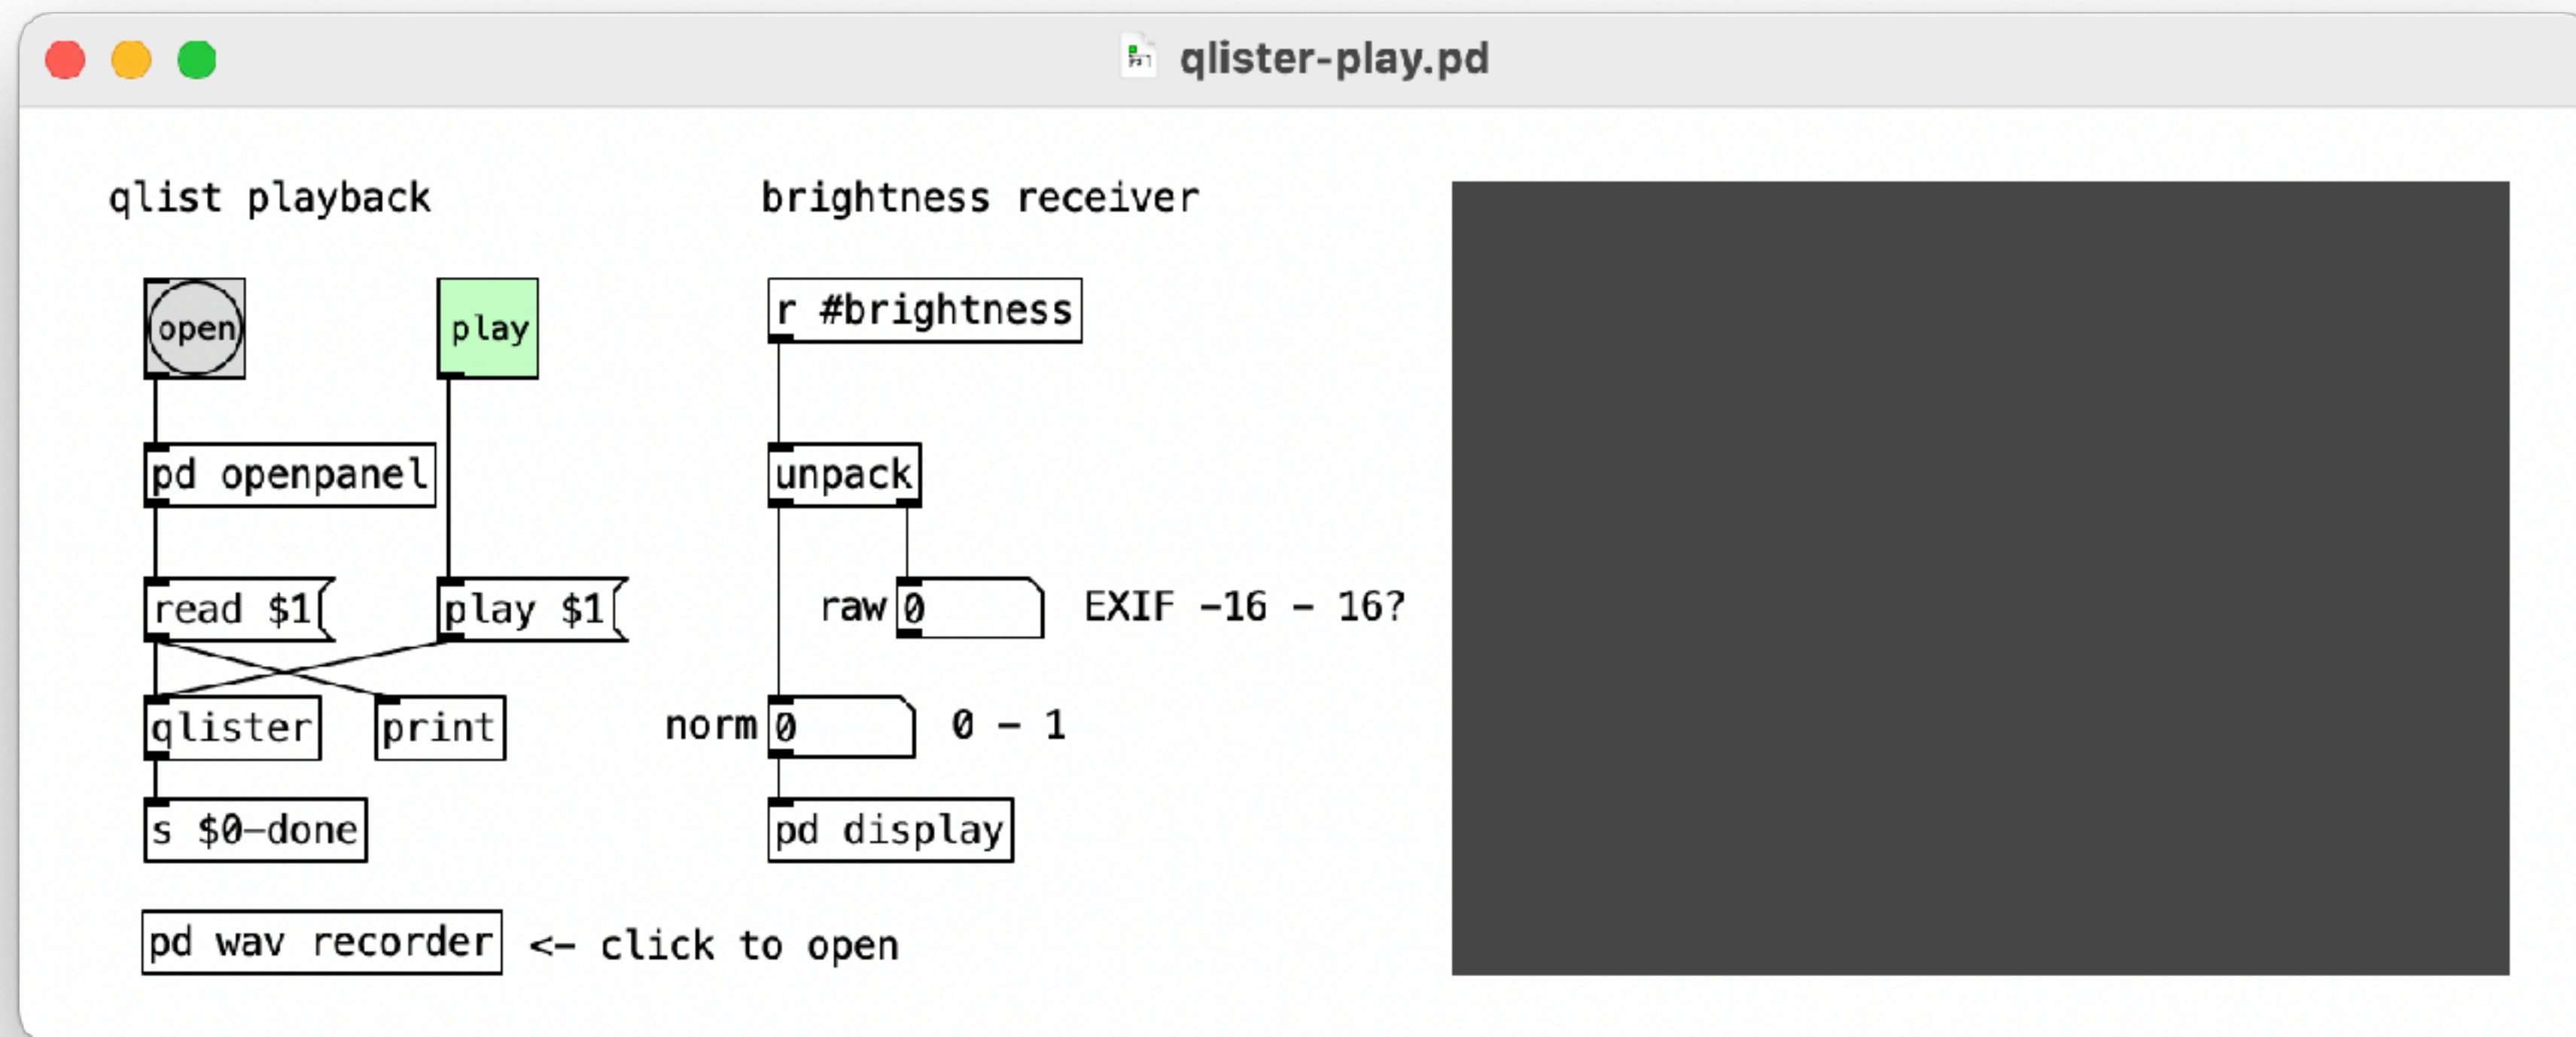 qlister-play.pd
qlist playback
open
play
pd openpanel
read $1
play $1
qlister
print
s $0-done
pd wav recorder
<- click to open
brightness receiver
r #brightness
unpack
raw 0 EXIF -16 - 16?
norm 0 0 - 1
pd display